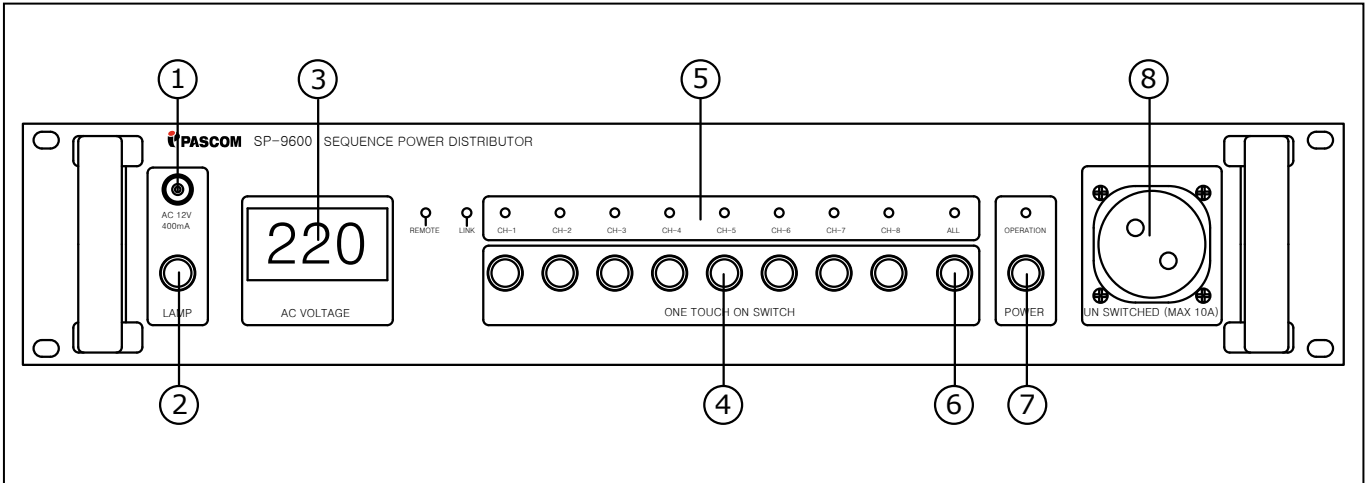 1 3 5 8
PASCOM SP-9600 SEQUENCE POWER DISTRIBUTOR
AC 12V
400mA
LAMP
220
AC VOLTAGE
REMOTE LINK
CH-1 CH-2 CH-3 CH-4 CH-5 CH-6 CH-7 CH-8 ALL
ONE TOUCH ON SWITCH
OPERATION
POWER
UN SWITCHED (MAX 10A)
2 4 6 7